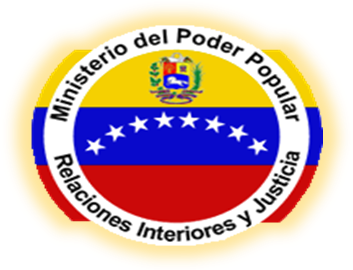 Ministerio del Poder Popular
Relaciones Interiores y Justicia